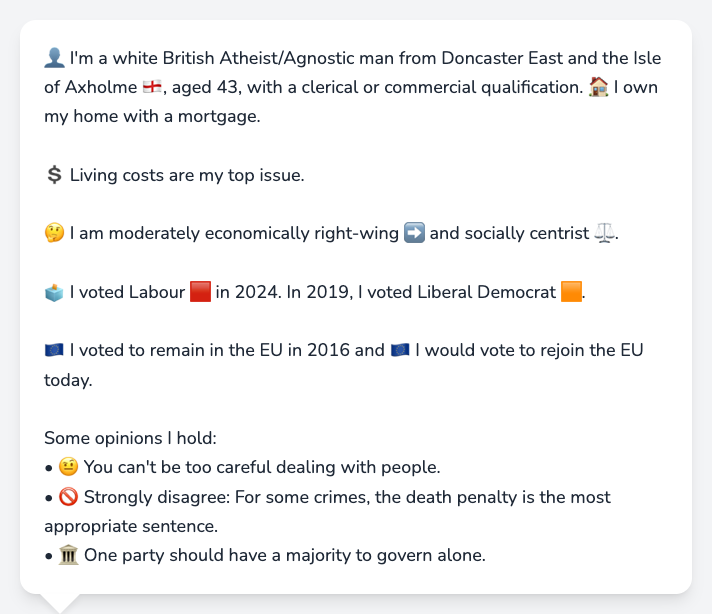 👤 I'm a white British Atheist/Agnostic man from Doncaster East and the Isle
of Axholme 🏴󠁧󠁢󠁥󠁮󠁧󠁿, aged 43, with a clerical or commercial qualification. 🏠 I own
my home with a mortgage.
💲 Living costs are my top issue.
🤔 I am moderately economically right-wing ➡️ and socially centrist ⚖️.
🗳️ I voted Labour 🟥 in 2024. In 2019, I voted Liberal Democrat 🟧.
🇪🇺 I voted to remain in the EU in 2016 and 🇪🇺 I would vote to rejoin the EU
today.
Some opinions I hold:
• 🤨 You can't be too careful dealing with people.
• 🚫 Strongly disagree: For some crimes, the death penalty is the most
appropriate sentence.
• 🏛️ One party should have a majority to govern alone.